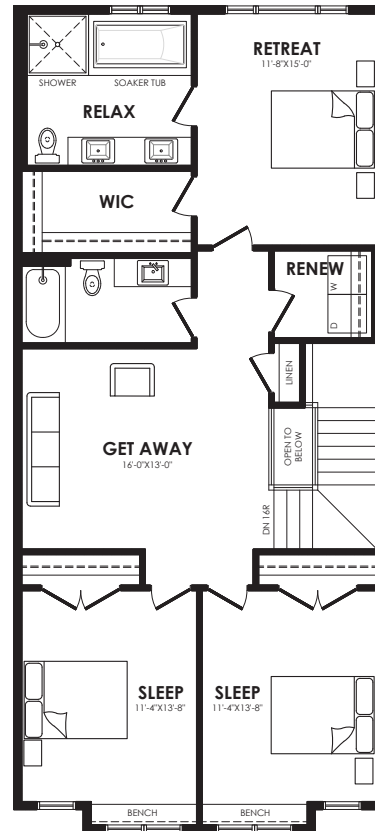 RETREAT
11'-8"X15'-0"
SHOWER
SOAKER TUB
RELAX
WIC
RENEW
W
D
LINEN
GET AWAY
16'-0"X13'-0"
OPEN TO
BELOW
DN 16R
SLEEP
11'-4"X13'-8"
SLEEP
11'-4"X13'-8"
BENCH
BENCH